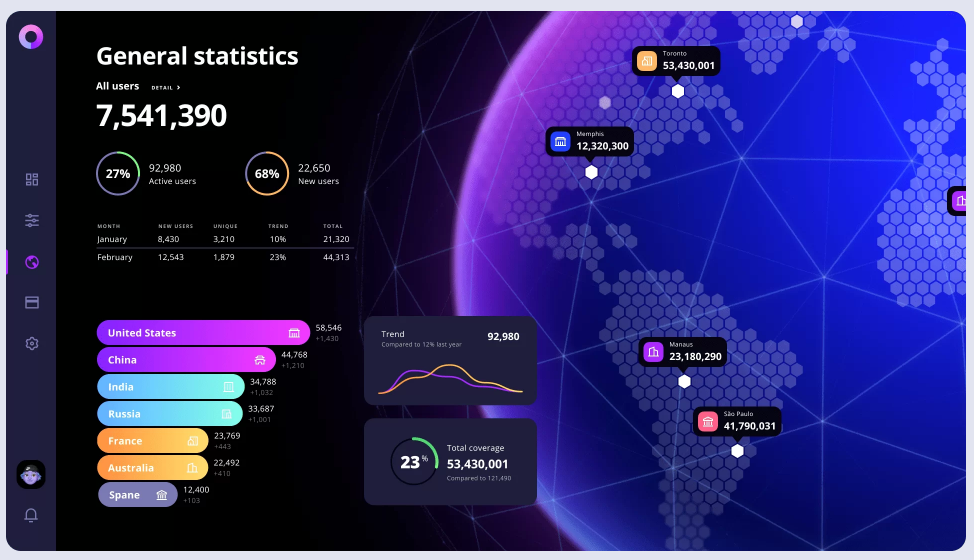 General statistics
All users DETAIL >
7,541,390
27% 92,980 Active users
68% 22,650 New users
MONTH NEW USERS UNIQUE TREND TOTAL
January 8,430 3,210 10% 21,320
February 12,543 1,879 23% 44,313
United States 58,546 +1,430
China 44,768 +1,210
India 34,788 +1,032
Russia 33,687 +1,001
France 23,769 +443
Australia 22,492 +410
Spane 12,400 +103
Trend 92,980
Compared to 12% last year
23 %
Total coverage
53,430,001
Compared to 121,490
Toronto
53,430,001
Memphis
12,320,300
Manaus
23,180,290
São Paulo
41,790,031